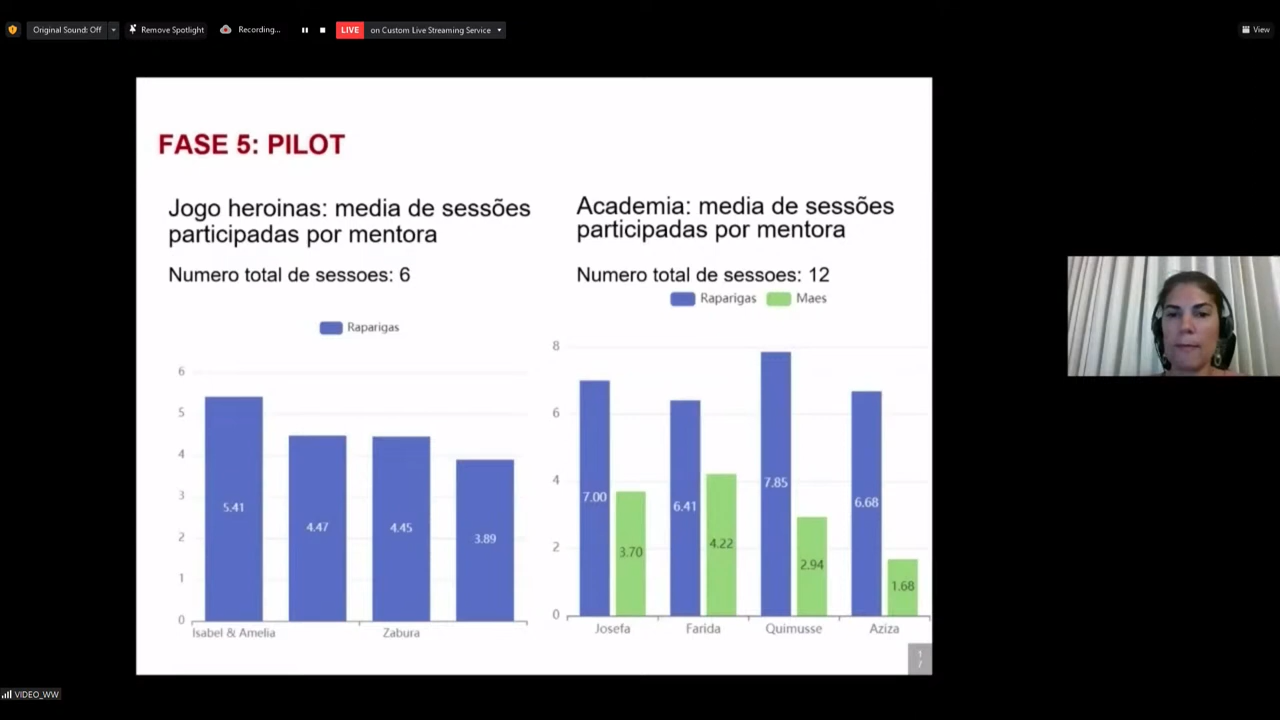 Original Sound: Off
Remove Spotlight
Recording...
LIVE
on Custom Live Streaming Service
View
FASE 5: PILOT
Jogo heroinas: media de sessões
participadas por mentora
Numero total de sessoes: 6
Raparigas
6
5
4
3
2
1
0
5.41
4.47
4.45
3.89
Isabel & Amelia
Zabura
Academia: media de sessões
participadas por mentora
Numero total de sessoes: 12
Raparigas
Maes
8
6
4
2
0
7.00
3.70
6.41
4.22
7.85
2.94
6.68
1.68
Josefa
Farida
Quimusse
Aziza
1
7
VIDEO_WW